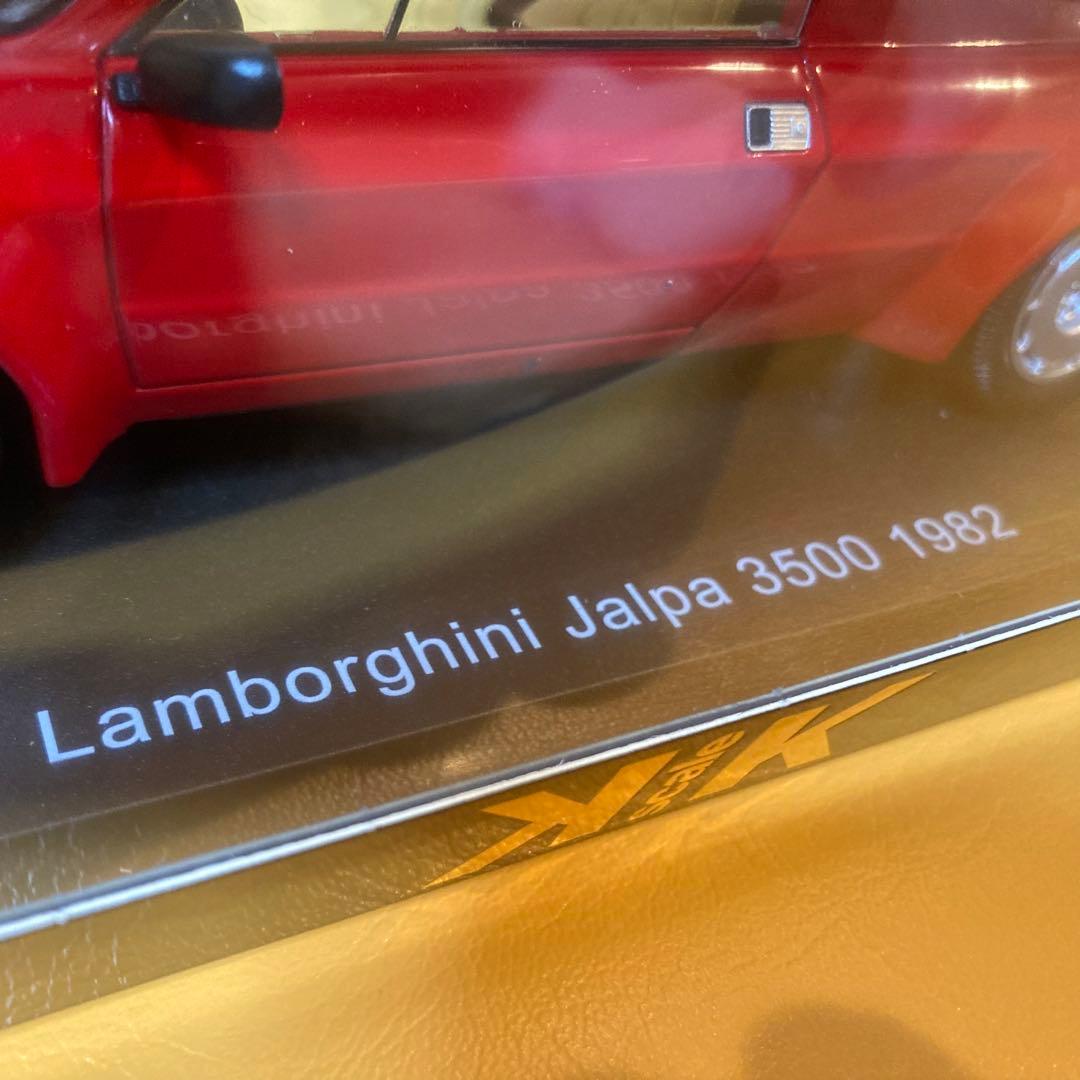 Lamborghini Jalpa 3500 1982
KK
scale